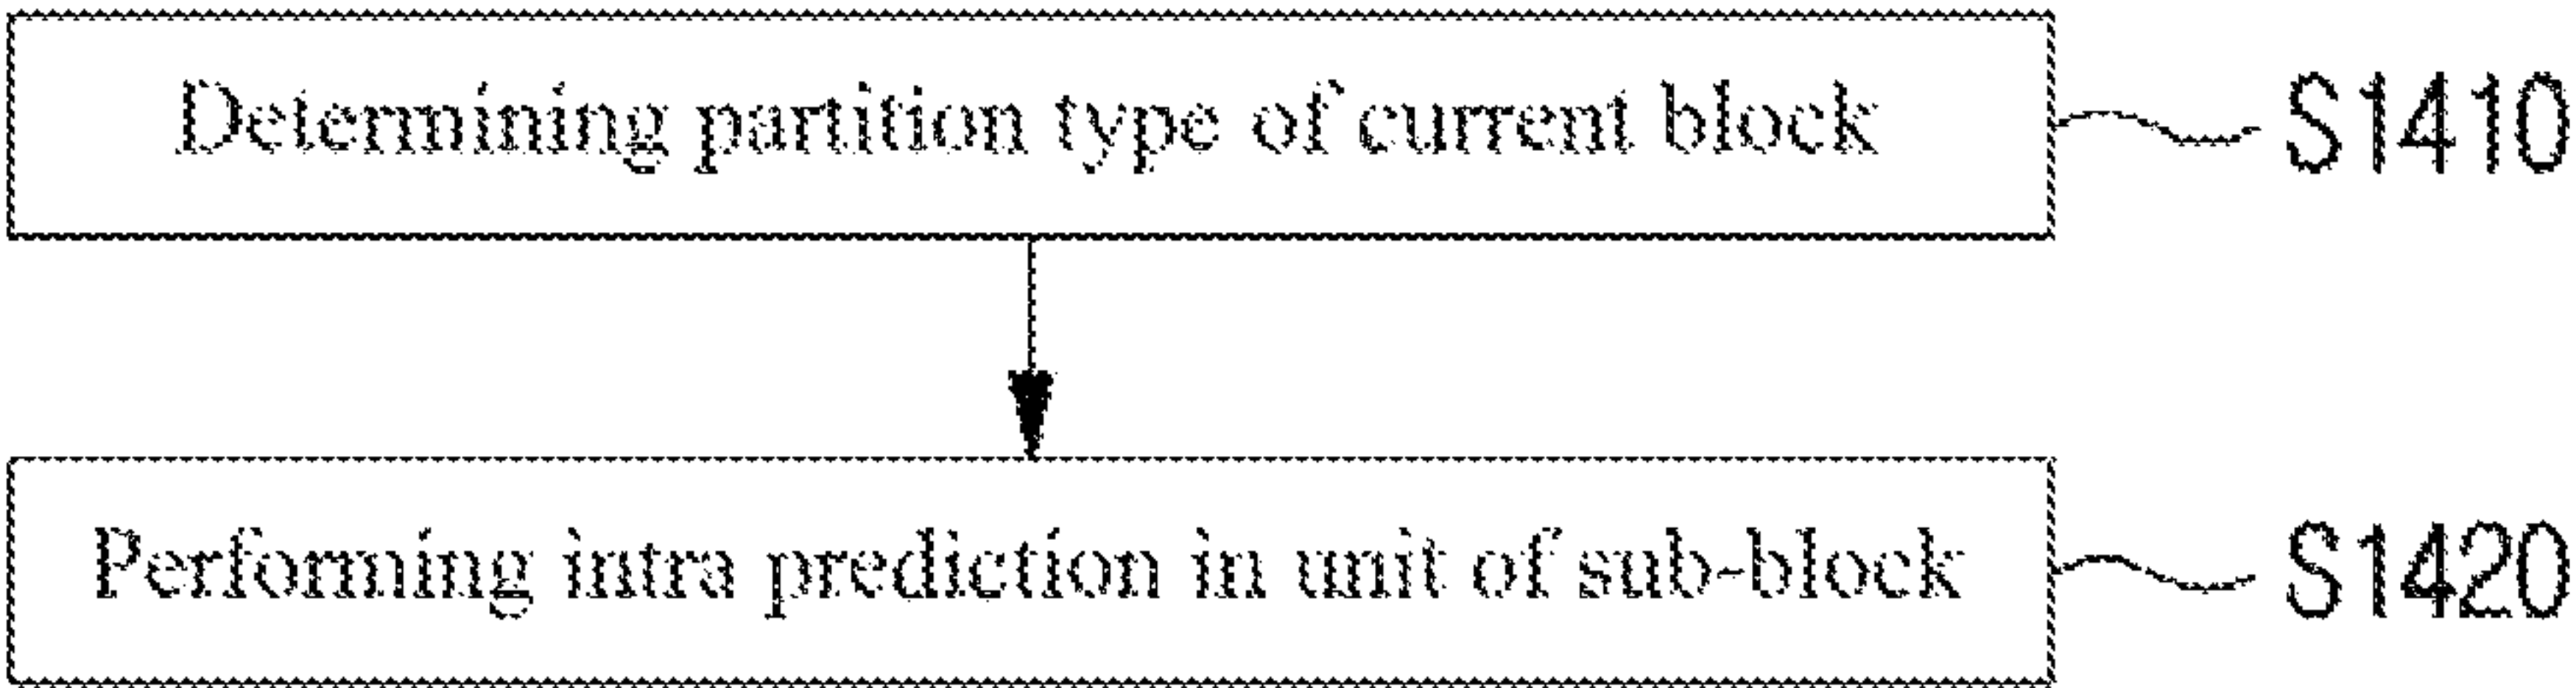 Determining partition type of current block
S1410
Performing intra prediction in unit of sub-block
S1420